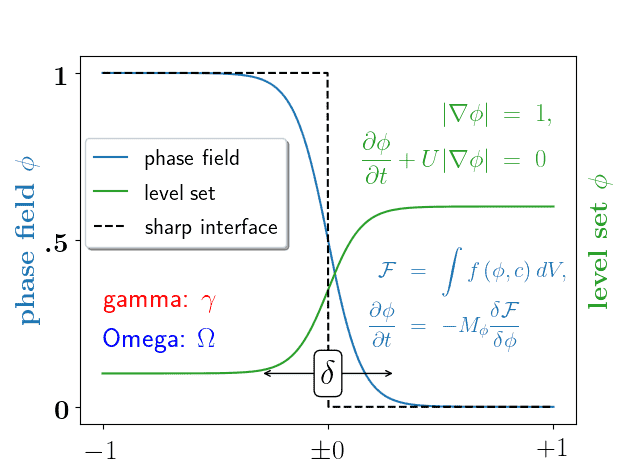 1
.5
0
phase field ϕ
phase field
level set
sharp interface
gamma: γ
Omega: Ω
|∇ϕ| = 1,
∂ϕ/∂t + U|∇ϕ| = 0
ℱ = ∫ f(ϕ, c) dV,
∂ϕ/∂t = −M_ϕ δℱ/δϕ
δ
level set ϕ
−1
±0
+1